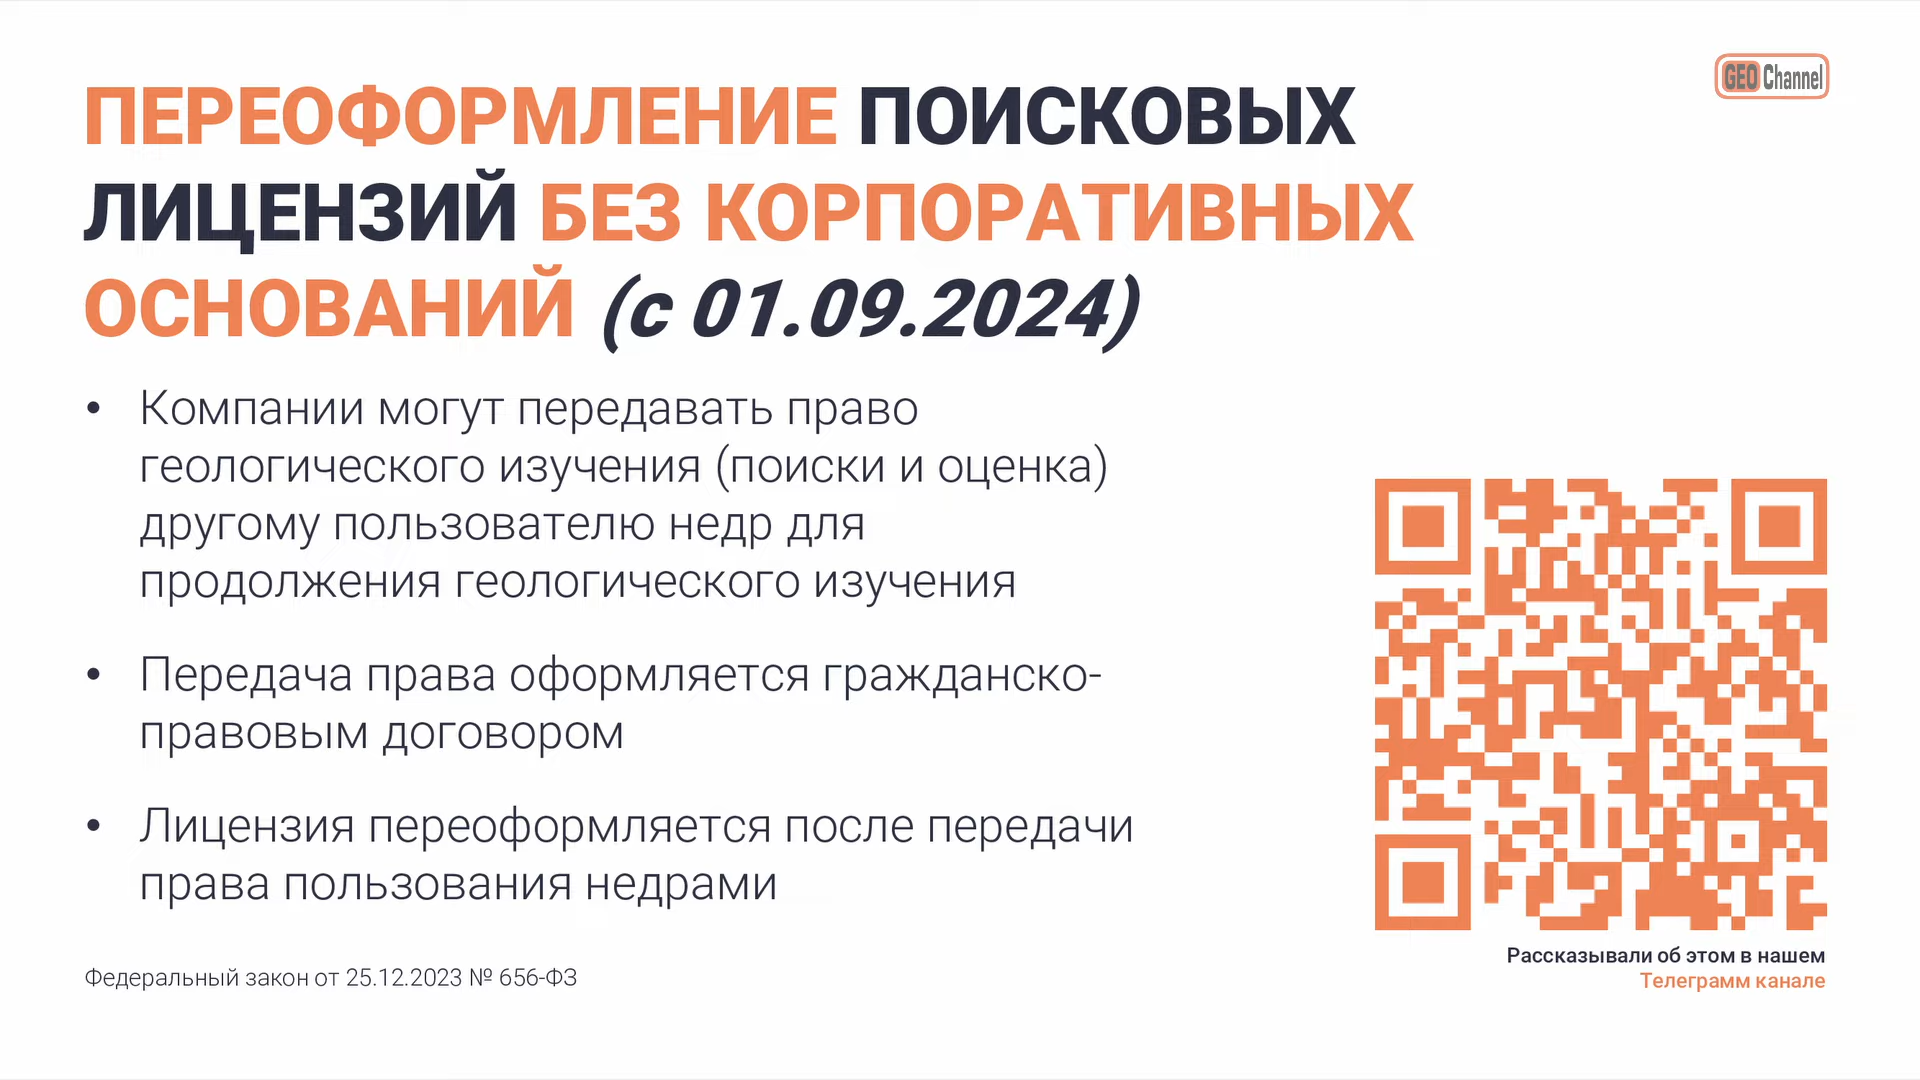 GEO Channel
ПЕРЕОФОРМЛЕНИЕ ПОИСКОВЫХ
ЛИЦЕНЗИЙ БЕЗ КОРПОРАТИВНЫХ
ОСНОВАНИЙ (с 01.09.2024)
• Компании могут передавать право
геологического изучения (поиски и оценка)
другому пользователю недр для
продолжения геологического изучения
• Передача права оформляется гражданско-
правовым договором
• Лицензия переоформляется после передачи
права пользования недрами
Федеральный закон от 25.12.2023 № 656-ФЗ
Рассказывали об этом в нашем
Телеграмм канале